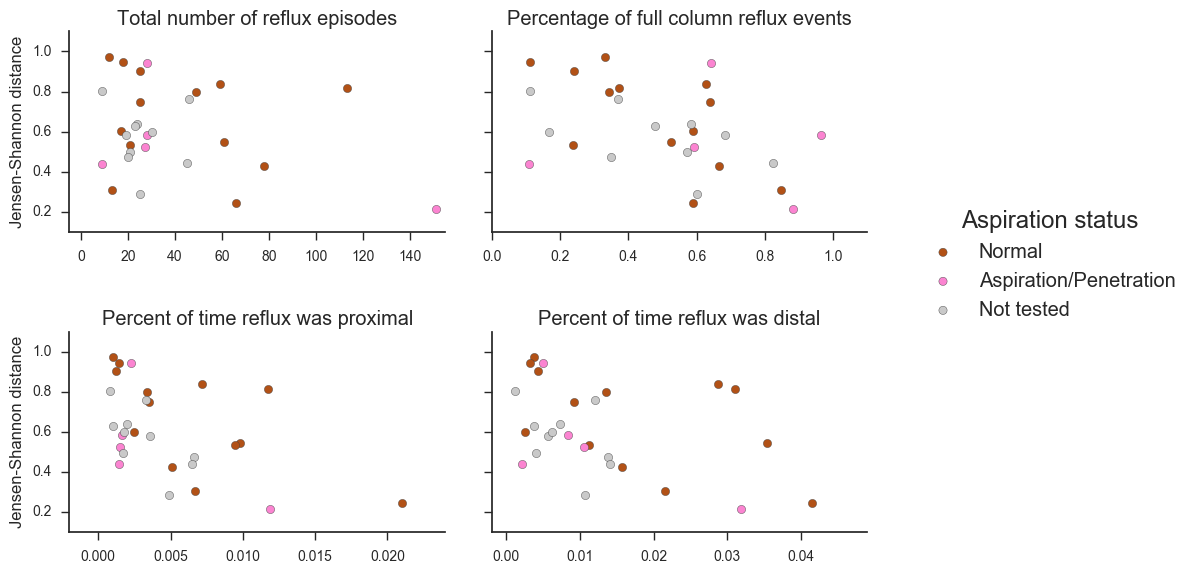 Total number of reflux episodes
Percentage of full column reflux events
Jensen-Shannon distance
1.0
0.8
0.6
0.4
0.2
0 20 40 60 80 100 120 140
0.0 0.2 0.4 0.6 0.8 1.0
Aspiration status
Normal
Aspiration/Penetration
Not tested
Percent of time reflux was proximal
Percent of time reflux was distal
Jensen-Shannon distance
1.0
0.8
0.6
0.4
0.2
0.000 0.005 0.010 0.015 0.020
0.00 0.01 0.02 0.03 0.04